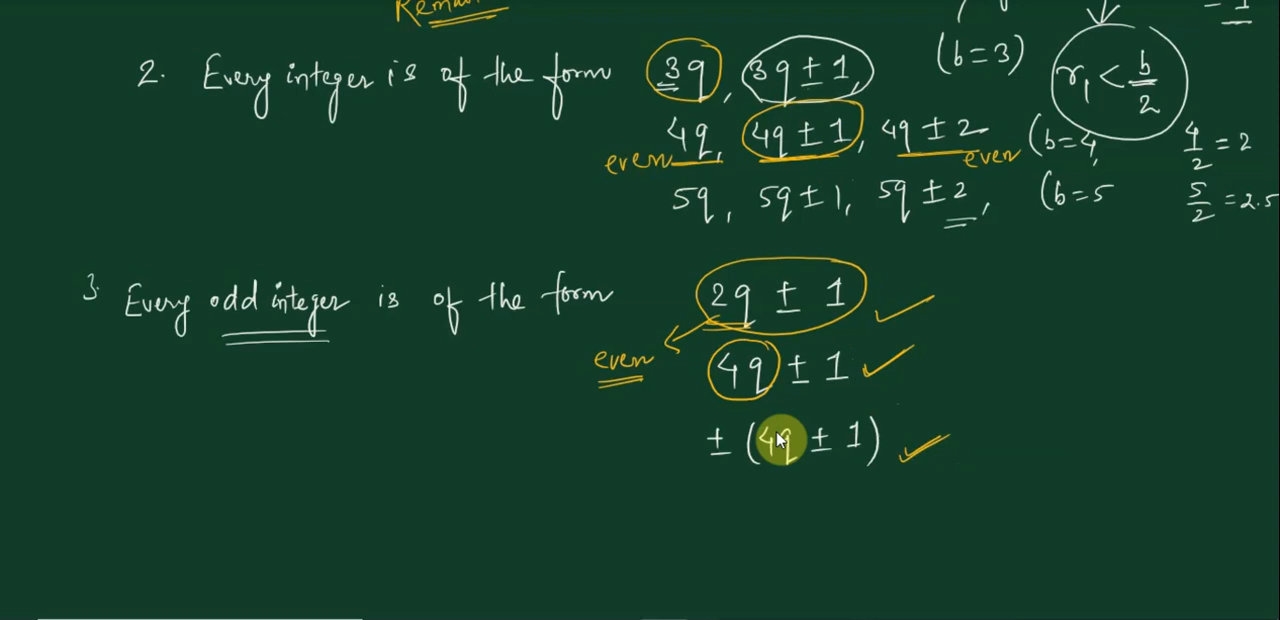 2. Every integer is of the form 3q, 3q ± 1, (b=3) r₁ < b/2
4q, 4q ± 1, 4q ± 2 (b=4, 4/2 = 2
even even
5q, 5q ± 1, 5q ± 2, (b=5 5/2 = 2.5
3. Every odd integer is of the form 2q ± 1
even
4q ± 1
± (4q ± 1)